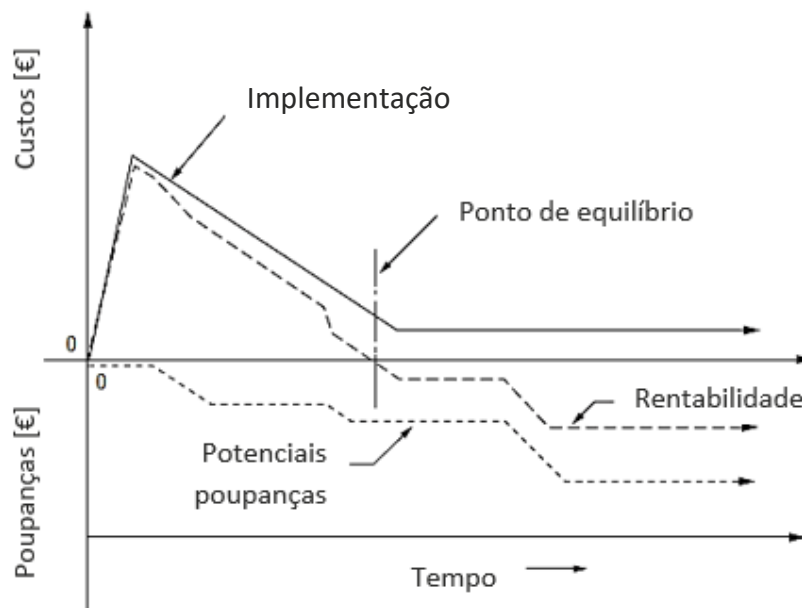 Custos [€]
Implementação
Ponto de equilíbrio
0
0
Rentabilidade
Potenciais
poupanças
Poupanças [€]
Tempo